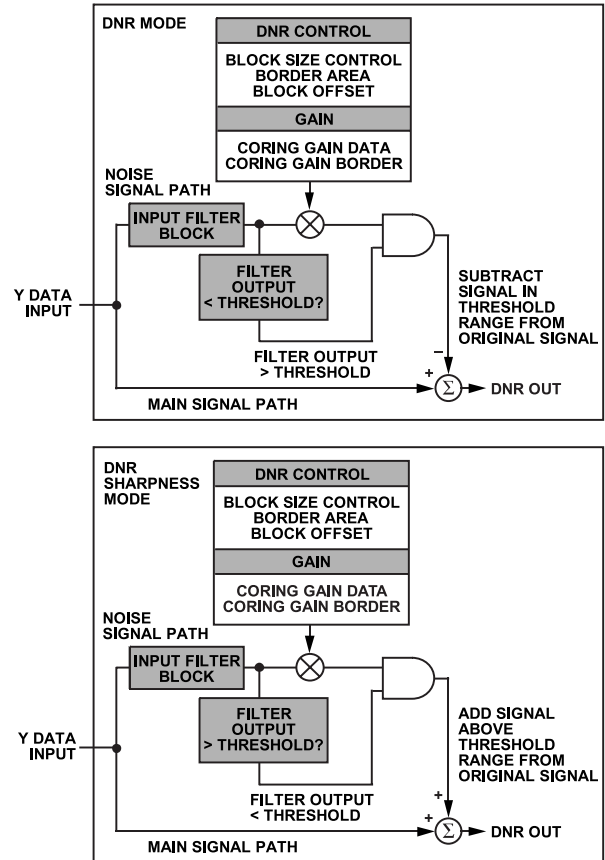 DNR MODE
DNR CONTROL
BLOCK SIZE CONTROL
BORDER AREA
BLOCK OFFSET
GAIN
CORING GAIN DATA
CORING GAIN BORDER
NOISE
SIGNAL PATH
INPUT FILTER
BLOCK
FILTER
OUTPUT
< THRESHOLD?
Y DATA
INPUT
FILTER OUTPUT
> THRESHOLD
SUBTRACT
SIGNAL IN
THRESHOLD
RANGE FROM
ORIGINAL SIGNAL
–
+
Σ
DNR OUT
MAIN SIGNAL PATH
DNR
SHARPNESS
MODE
DNR CONTROL
BLOCK SIZE CONTROL
BORDER AREA
BLOCK OFFSET
GAIN
CORING GAIN DATA
CORING GAIN BORDER
NOISE
SIGNAL PATH
INPUT FILTER
BLOCK
FILTER
OUTPUT
> THRESHOLD?
Y DATA
INPUT
FILTER OUTPUT
< THRESHOLD
ADD SIGNAL
ABOVE
THRESHOLD
RANGE FROM
ORIGINAL SIGNAL
+
+
Σ
DNR OUT
MAIN SIGNAL PATH